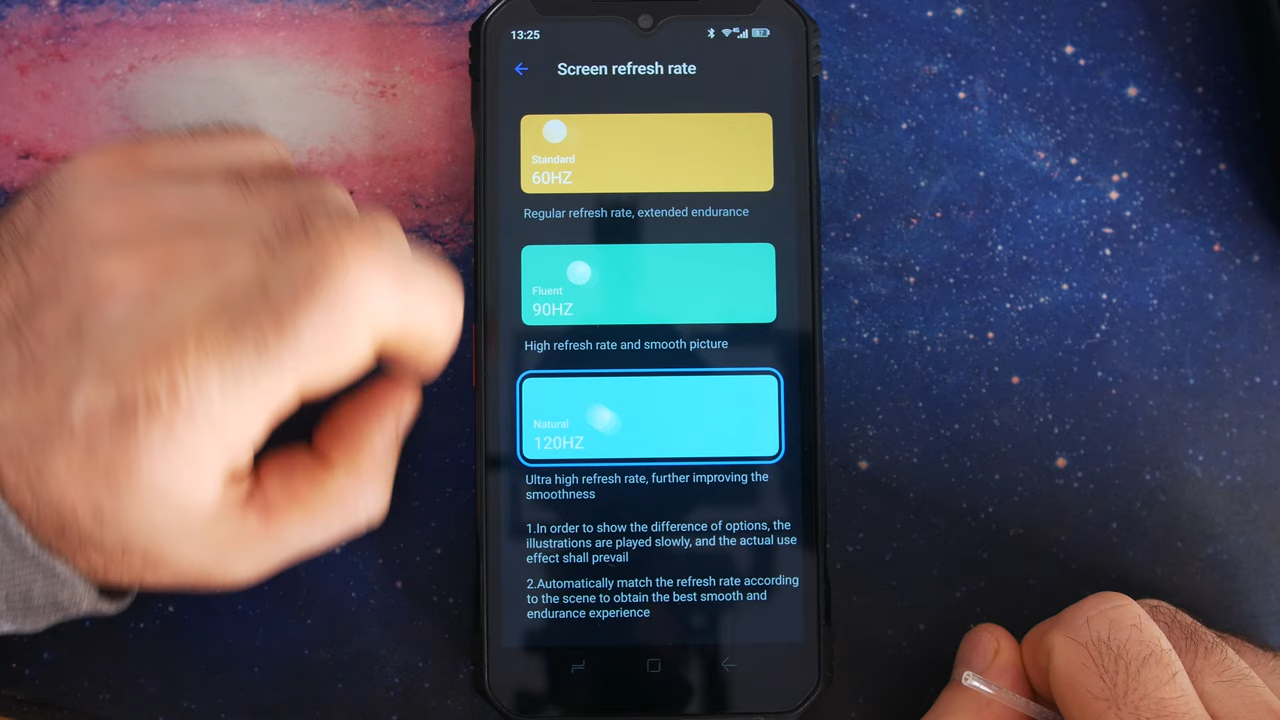 13:25
Screen refresh rate
Standard
60HZ
Regular refresh rate, extended endurance
Fluent
90HZ
High refresh rate and smooth picture
Natural
120HZ
Ultra high refresh rate, further improving the
smoothness
1.In order to show the difference of options, the
illustrations are played slowly, and the actual use
effect shall prevail
2.Automatically match the refresh rate according
to the scene to obtain the best smooth and
endurance experience